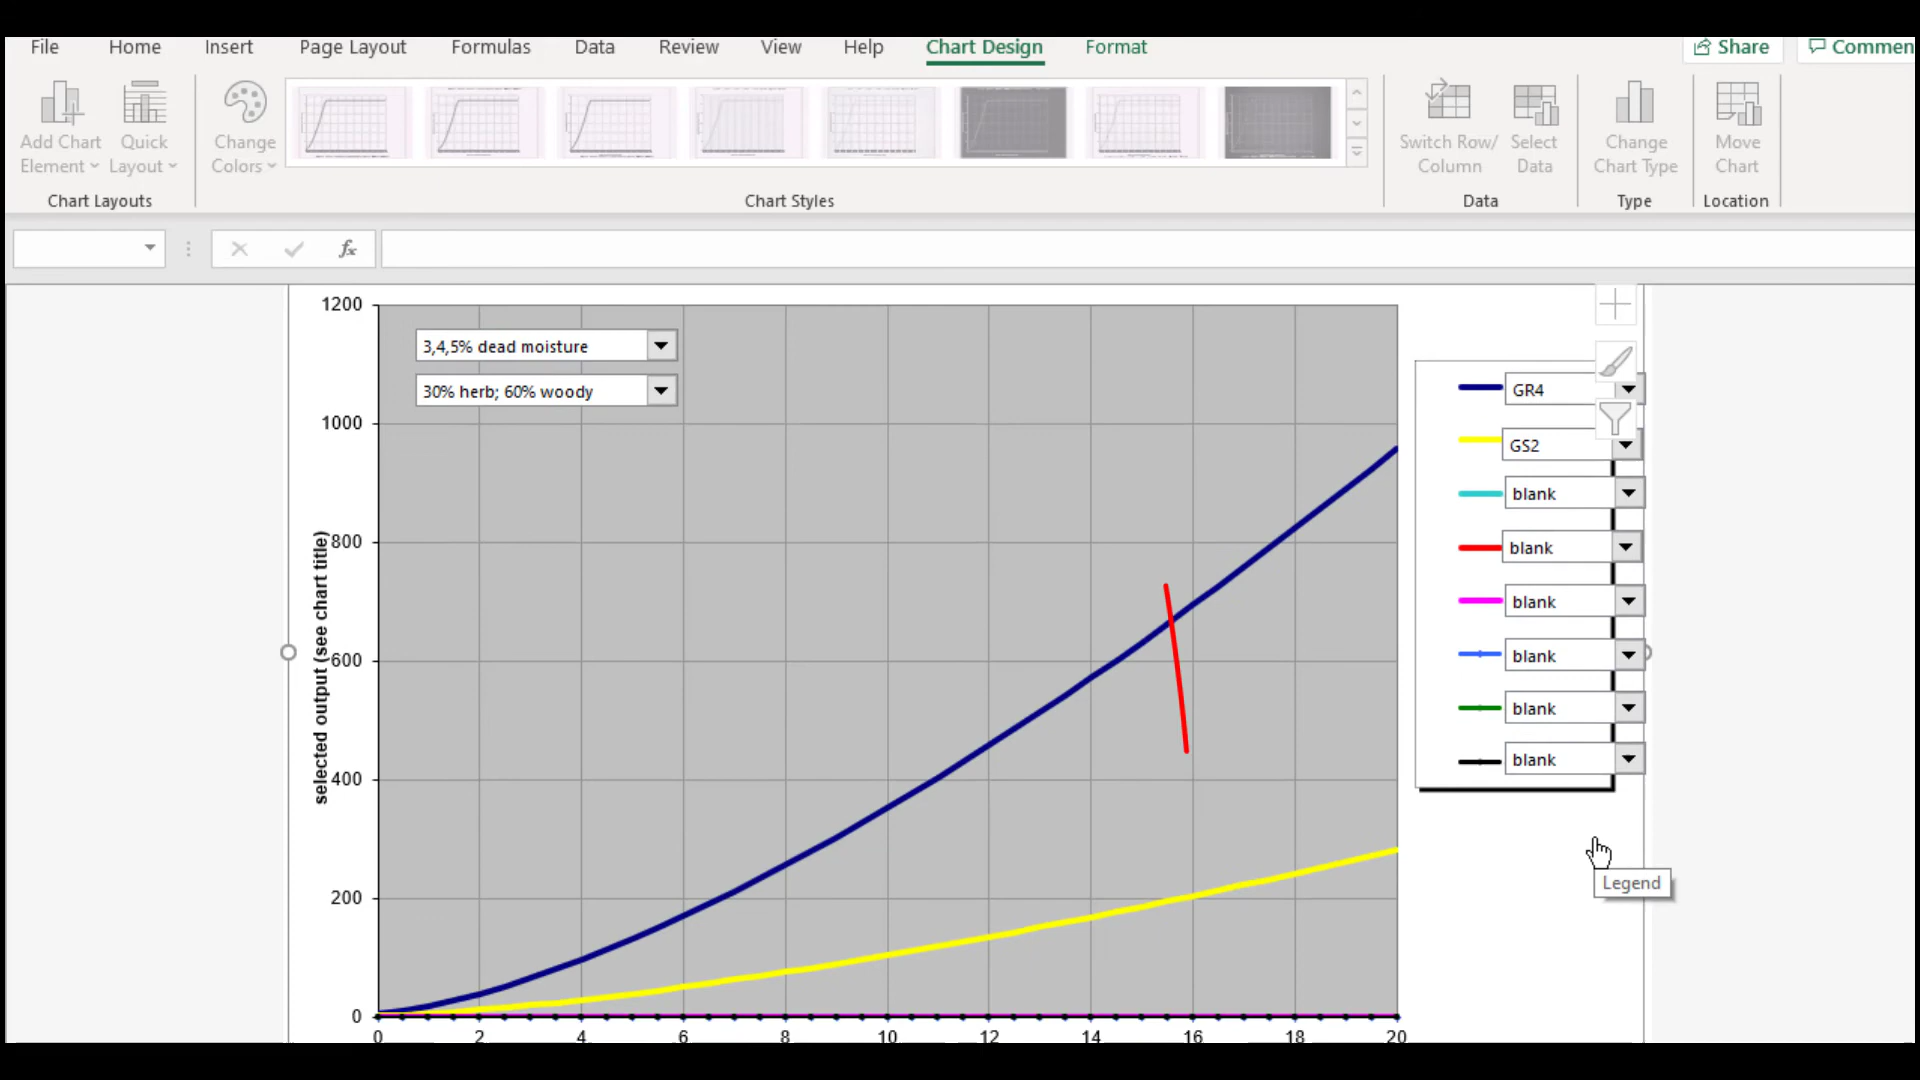 File Home Insert Page Layout Formulas Data Review View Help Chart Design Format Share Commen
Add Chart Element Quick Layout Change Colors Switch Row/ Column Select Data Change Chart Type Move Chart
Chart Layouts Chart Styles Data Type Location
fx
selected output (see chart title)
1200
1000
800
600
400
200
0
3,4,5% dead moisture
30% herb; 60% woody
0 2 4 6 8 10 12 14 16 18 20
GR4
GS2
blank
blank
blank
blank
blank
blank
Legend